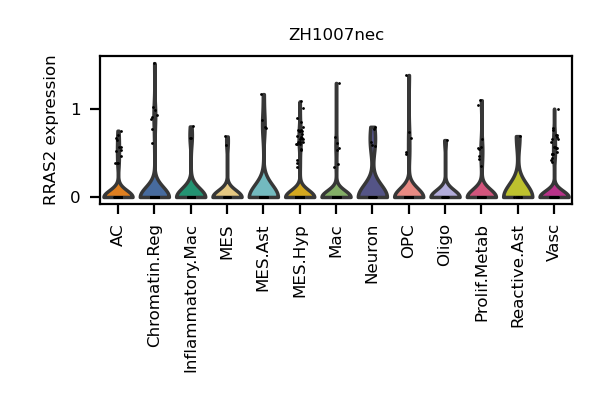 ZH1007nec
RRAS2 expression
1
0
AC
Chromatin.Reg
Inflammatory.Mac
MES
MES.Ast
MES.Hyp
Mac
Neuron
OPC
Oligo
Prolif.Metab
Reactive.Ast
Vasc